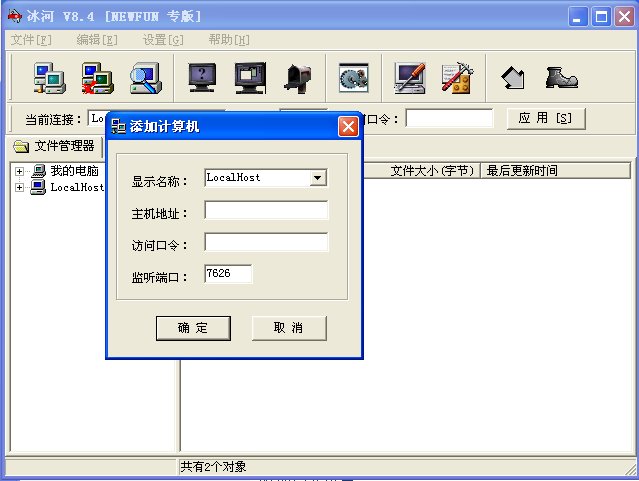 冰河 V8.4 [NEWFUN 专版]
文件[F] 编辑[E] 设置[G] 帮助[H]
当前连接： Lo 口令： 应 用 [S]
添加计算机
文件管理器
我的电脑 文件大小(字节) 最后更新时间
LocalHost
显示名称： LocalHost
主机地址：
访问口令：
监听端口： 7626
确 定 取 消
共有2个对象